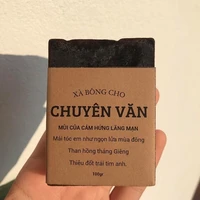 XÀ BÔNG CHO
CHUYÊN VĂN
MÙI CỦA CẢM HỨNG LÃNG MẠN
Mái tóc em như ngọn lửa mùa đông
Than hồng tháng Giêng
Thiêu đốt trái tim anh.
100gr